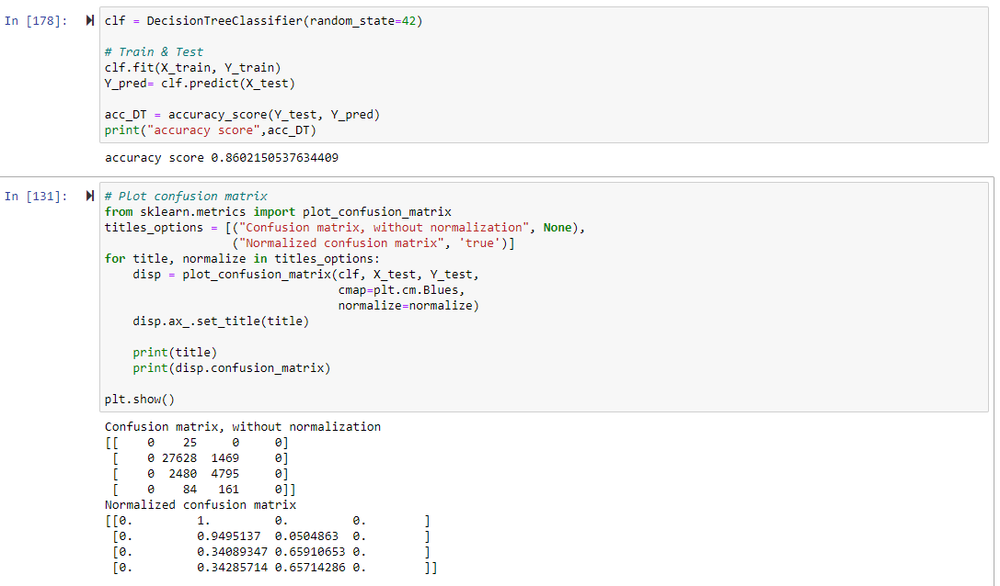 In [178]:
clf = DecisionTreeClassifier(random_state=42)

# Train & Test
clf.fit(X_train, Y_train)
Y_pred= clf.predict(X_test)

acc_DT = accuracy_score(Y_test, Y_pred)
print("accuracy score",acc_DT)
accuracy score 0.8602150537634409
In [131]:
# Plot confusion matrix
from sklearn.metrics import plot_confusion_matrix
titles_options = [("Confusion matrix, without normalization", None),
                  ("Normalized confusion matrix", 'true')]
for title, normalize in titles_options:
    disp = plot_confusion_matrix(clf, X_test, Y_test,
                                 cmap=plt.cm.Blues,
                                 normalize=normalize)
    disp.ax_.set_title(title)

    print(title)
    print(disp.confusion_matrix)

plt.show()
Confusion matrix, without normalization
[[    0    25     0     0]
 [    0 27628  1469     0]
 [    0  2480  4795     0]
 [    0    84   161     0]]
Normalized confusion matrix
[[0.         1.         0.         0.        ]
 [0.         0.9495137  0.0504863  0.        ]
 [0.         0.34089347 0.65910653 0.        ]
 [0.         0.34285714 0.65714286 0.        ]]